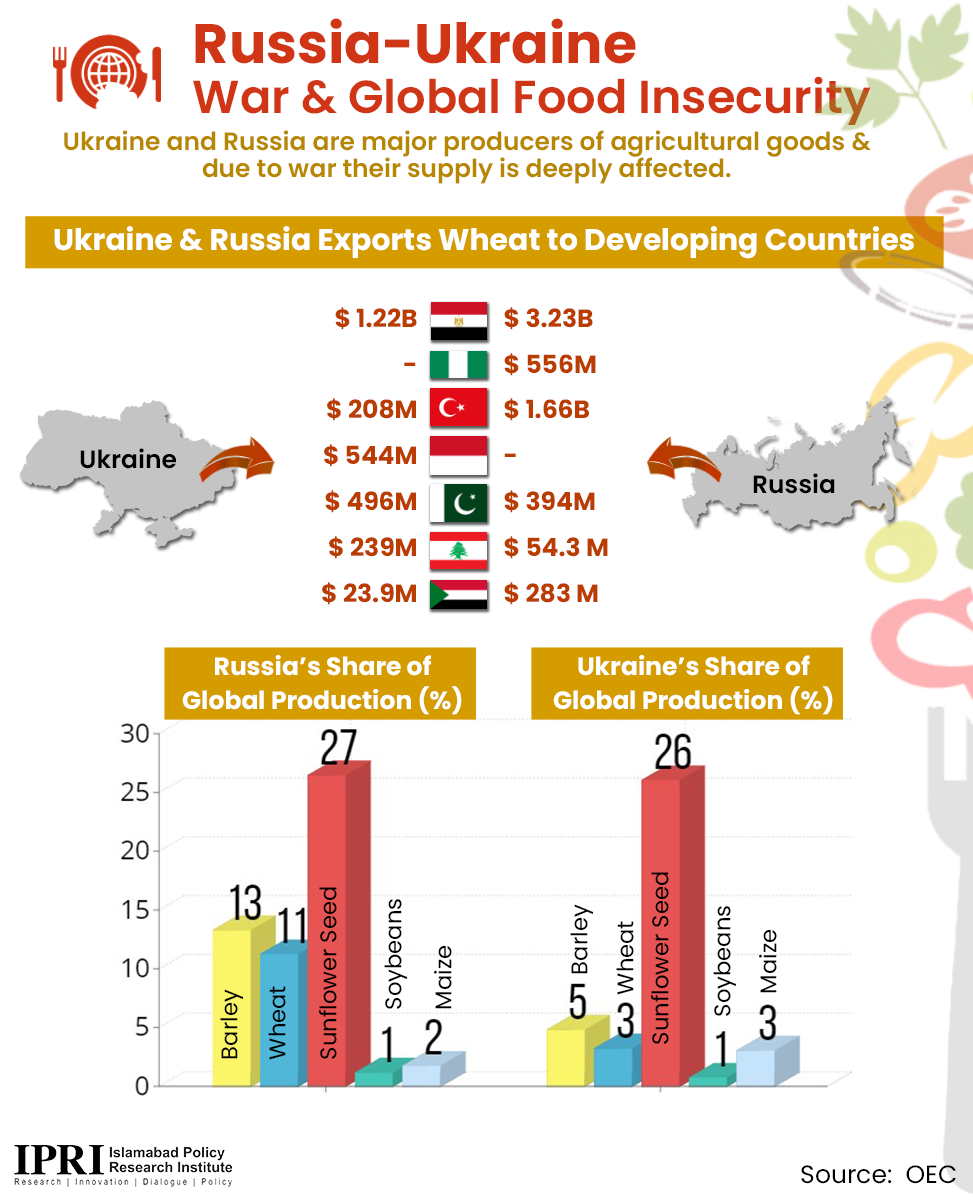 Russia-Ukraine
War & Global Food Insecurity
Ukraine and Russia are major producers of agricultural goods &
due to war their supply is deeply affected.
Ukraine & Russia Exports Wheat to Developing Countries
$ 1.22B $ 3.23B
- $ 556M
$ 208M $ 1.66B
$ 544M -
$ 496M $ 394M
$ 239M $ 54.3 M
$ 23.9M $ 283 M
Ukraine
Russia
Russia's Share of
Global Production (%)
Ukraine's Share of
Global Production (%)
30
25
20
15
10
5
0
13
Barley
11
Wheat
27
Sunflower Seed
1
Soybeans
2
Maize
5
Barley
3
Wheat
26
Sunflower Seed
1
Soybeans
3
Maize
IPRI
Islamabad Policy
Research Institute
Research | Innovation | Dialogue | Policy
Source: OEC